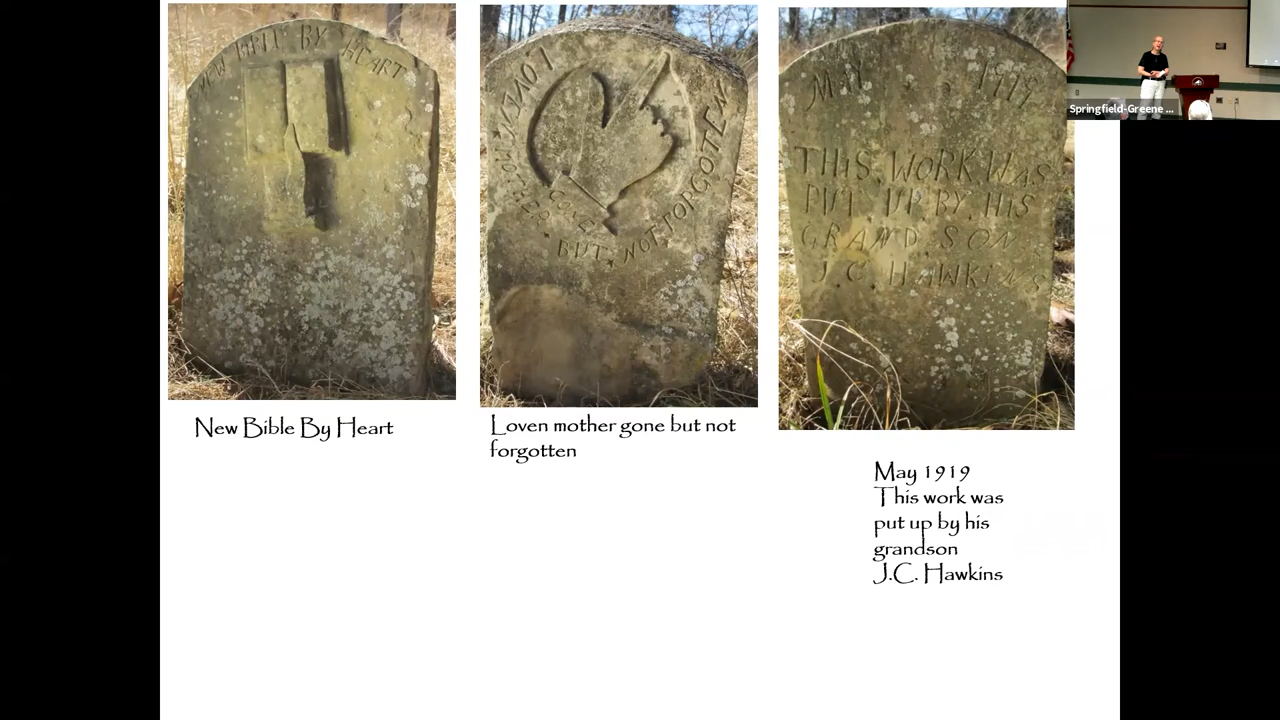 NEW BIBLE BY HEART
New Bible By Heart
LOVEN MOTHER GONE BUT NOT FORGOTTEN
Loven mother gone but not
forgotten
MAY 1919
THIS WORK WAS
PUT UP BY HIS
GRAND SON
J.C. HAWKINS
May 1919
This work was
put up by his
grandson
J.C. Hawkins
Springfield-Greene ...